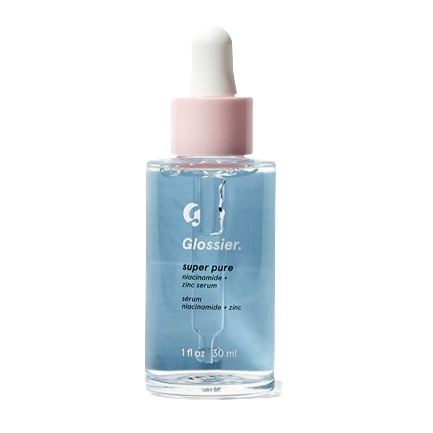 G
Glossier.
super pure
niacinamide +
zinc serum
sérum
niacinamide + zinc
1 fl oz 30 ml